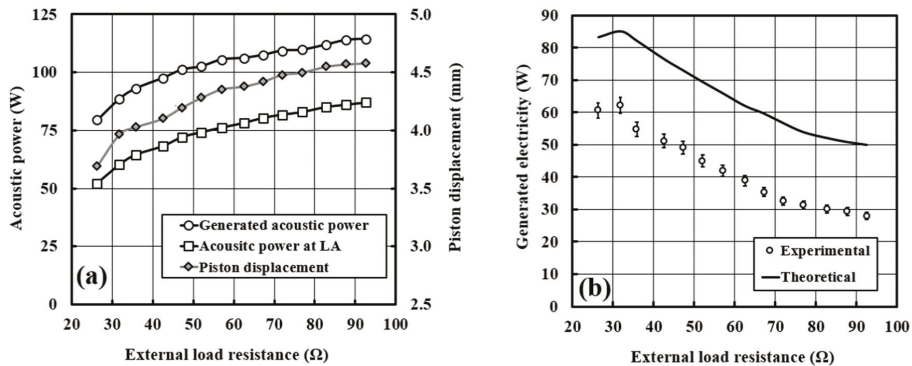 125
100
75
50
25
0
Acoustic power (W)
5.0
4.5
4.0
3.5
3.0
2.5
Piston displacement (mm)
Generated acoustic power
Acousitc power at LA
Piston displacement
(a)
20 30 40 50 60 70 80 90 100
External load resistance (Ω)
90
80
70
60
50
40
30
20
10
0
Generated electricity (W)
Experimental
Theoretical
(b)
20 30 40 50 60 70 80 90 100
External load resistance (Ω)